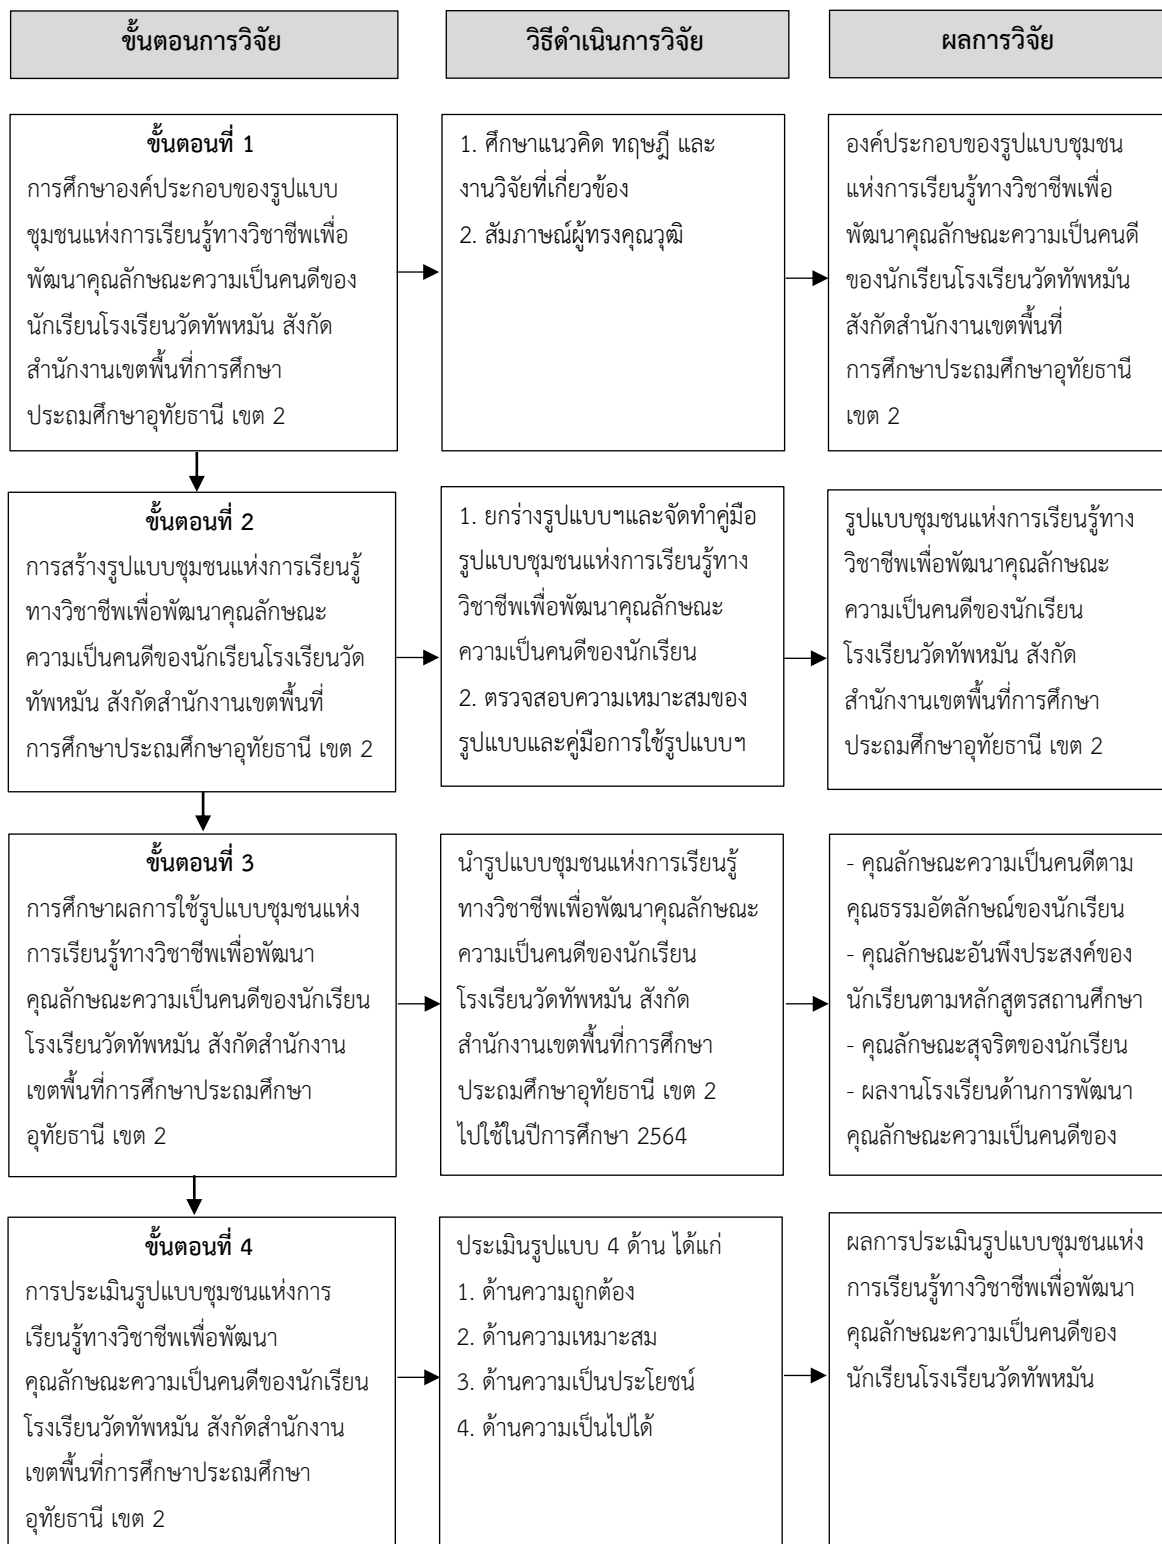 ขั้นตอนการวิจัย
วิธีดำเนินการวิจัย
ผลการวิจัย
ขั้นตอนที่ 1
การศึกษาองค์ประกอบของรูปแบบ
ชุมชนแห่งการเรียนรู้ทางวิชาชีพเพื่อ
พัฒนาคุณลักษณะความเป็นคนดีของ
นักเรียนโรงเรียนวัดทัพหมัน สังกัด
สำนักงานเขตพื้นที่การศึกษา
ประถมศึกษาอุทัยธานี เขต 2
1. ศึกษาแนวคิด ทฤษฎี และ
งานวิจัยที่เกี่ยวข้อง
2. สัมภาษณ์ผู้ทรงคุณวุฒิ
องค์ประกอบของรูปแบบชุมชน
แห่งการเรียนรู้ทางวิชาชีพเพื่อ
พัฒนาคุณลักษณะความเป็นคนดี
ของนักเรียนโรงเรียนวัดทัพหมัน
สังกัดสำนักงานเขตพื้นที่
การศึกษาประถมศึกษาอุทัยธานี
เขต 2
ขั้นตอนที่ 2
การสร้างรูปแบบชุมชนแห่งการเรียนรู้
ทางวิชาชีพเพื่อพัฒนาคุณลักษณะ
ความเป็นคนดีของนักเรียนโรงเรียนวัด
ทัพหมัน สังกัดสำนักงานเขตพื้นที่
การศึกษาประถมศึกษาอุทัยธานี เขต 2
1. ยกร่างรูปแบบฯและจัดทำคู่มือ
รูปแบบชุมชนแห่งการเรียนรู้ทาง
วิชาชีพเพื่อพัฒนาคุณลักษณะ
ความเป็นคนดีของนักเรียน
2. ตรวจสอบความเหมาะสมของ
รูปแบบและคู่มือการใช้รูปแบบฯ
รูปแบบชุมชนแห่งการเรียนรู้ทาง
วิชาชีพเพื่อพัฒนาคุณลักษณะ
ความเป็นคนดีของนักเรียน
โรงเรียนวัดทัพหมัน สังกัด
สำนักงานเขตพื้นที่การศึกษา
ประถมศึกษาอุทัยธานี เขต 2
ขั้นตอนที่ 3
การศึกษาผลการใช้รูปแบบชุมชนแห่ง
การเรียนรู้ทางวิชาชีพเพื่อพัฒนา
คุณลักษณะความเป็นคนดีของนักเรียน
โรงเรียนวัดทัพหมัน สังกัดสำนักงาน
เขตพื้นที่การศึกษาประถมศึกษา
อุทัยธานี เขต 2
นำรูปแบบชุมชนแห่งการเรียนรู้
ทางวิชาชีพเพื่อพัฒนาคุณลักษณะ
ความเป็นคนดีของนักเรียน
โรงเรียนวัดทัพหมัน สังกัด
สำนักงานเขตพื้นที่การศึกษา
ประถมศึกษาอุทัยธานี เขต 2
ไปใช้ในปีการศึกษา 2564
- คุณลักษณะความเป็นคนดีตาม
คุณธรรมอัตลักษณ์ของนักเรียน
- คุณลักษณะอันพึงประสงค์ของ
นักเรียนตามหลักสูตรสถานศึกษา
- คุณลักษณะสุจริตของนักเรียน
- ผลงานโรงเรียนด้านการพัฒนา
คุณลักษณะความเป็นคนดีของ
ขั้นตอนที่ 4
การประเมินรูปแบบชุมชนแห่งการ
เรียนรู้ทางวิชาชีพเพื่อพัฒนา
คุณลักษณะความเป็นคนดีของนักเรียน
โรงเรียนวัดทัพหมัน สังกัดสำนักงาน
เขตพื้นที่การศึกษาประถมศึกษา
อุทัยธานี เขต 2
ประเมินรูปแบบ 4 ด้าน ได้แก่
1. ด้านความถูกต้อง
2. ด้านความเหมาะสม
3. ด้านความเป็นประโยชน์
4. ด้านความเป็นไปได้
ผลการประเมินรูปแบบชุมชนแห่ง
การเรียนรู้ทางวิชาชีพเพื่อพัฒนา
คุณลักษณะความเป็นคนดีของ
นักเรียนโรงเรียนวัดทัพหมัน